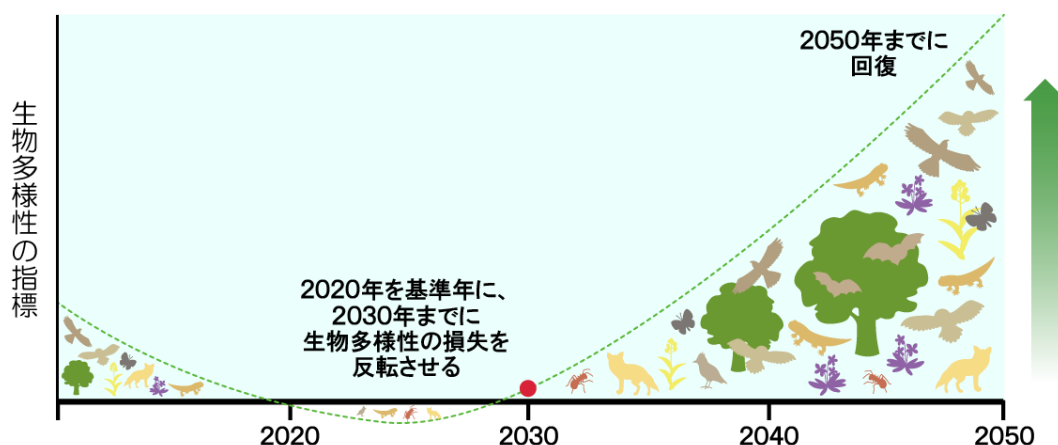 生物多様性の指標
2050年までに
回復
2020年を基準年に、
2030年までに
生物多様性の損失を
反転させる
2020
2030
2040
2050